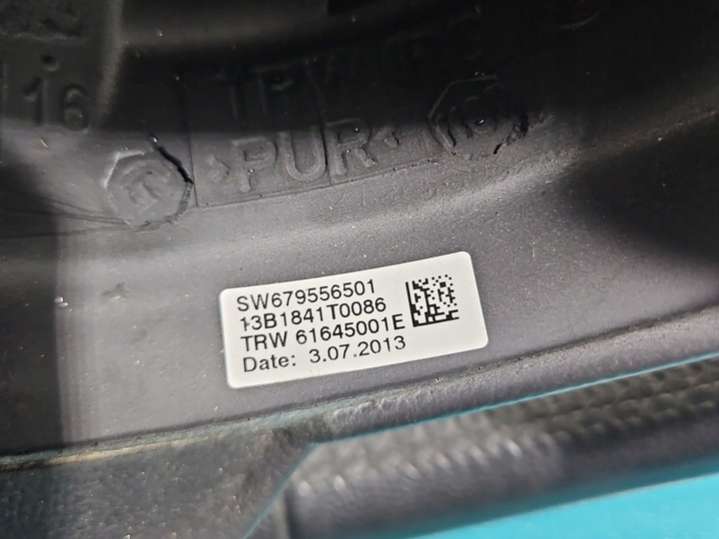 16
>PUR<
SW679556501
13B1841T0086
TRW 61645001E
Date: 3.07.2013